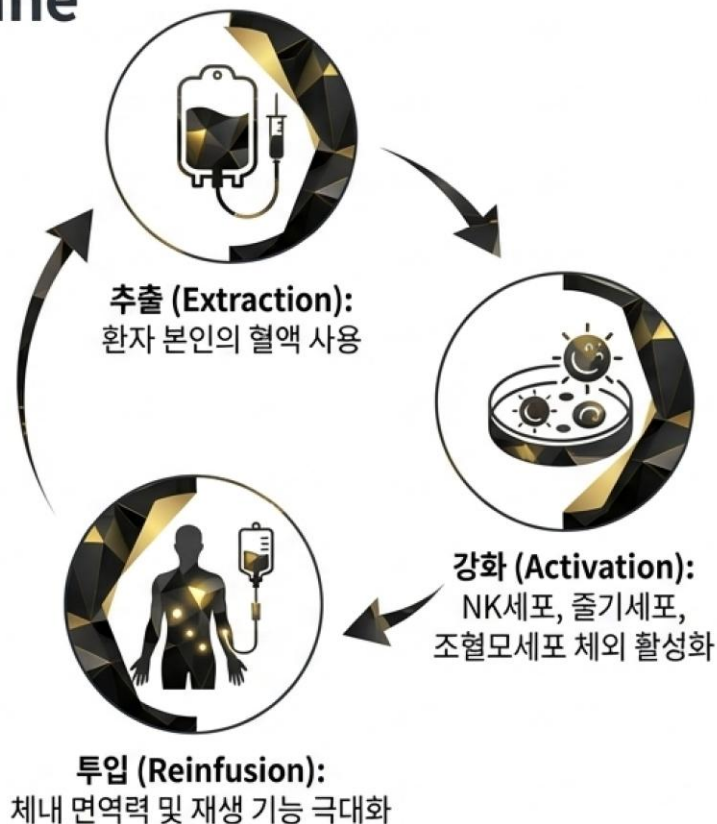 추출 (Extraction):
환자 본인의 혈액 사용
강화 (Activation):
NK세포, 줄기세포,
조혈모세포 체외 활성화
투입 (Reinfusion):
체내 면역력 및 재생 기능 극대화